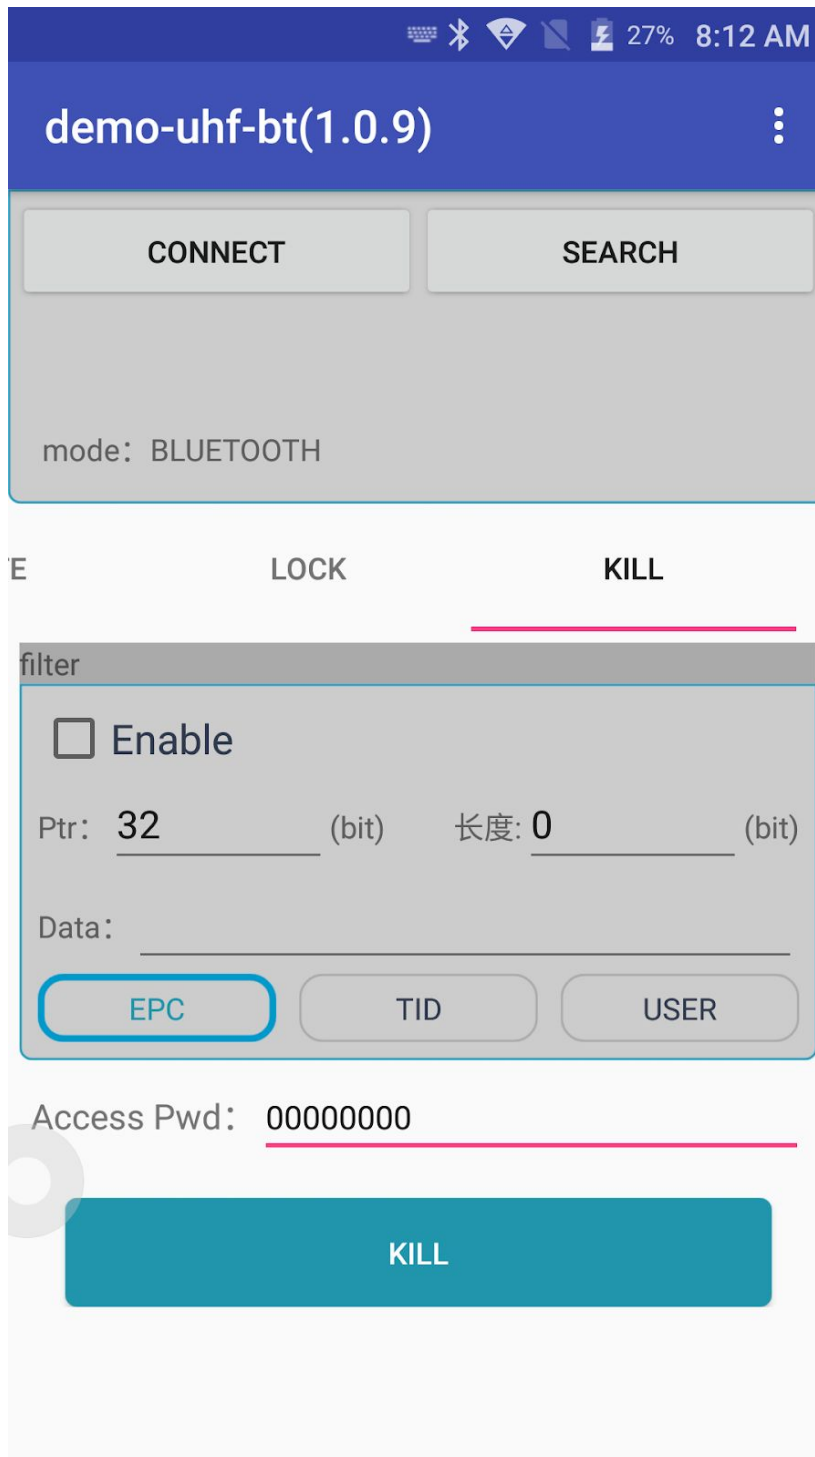 27% 8:12 AM
demo-uhf-bt(1.0.9)
CONNECT SEARCH
mode：BLUETOOTH
E LOCK KILL
filter
Enable
Ptr：32 (bit) 长度: 0 (bit)
Data：
EPC TID USER
Access Pwd：00000000
KILL